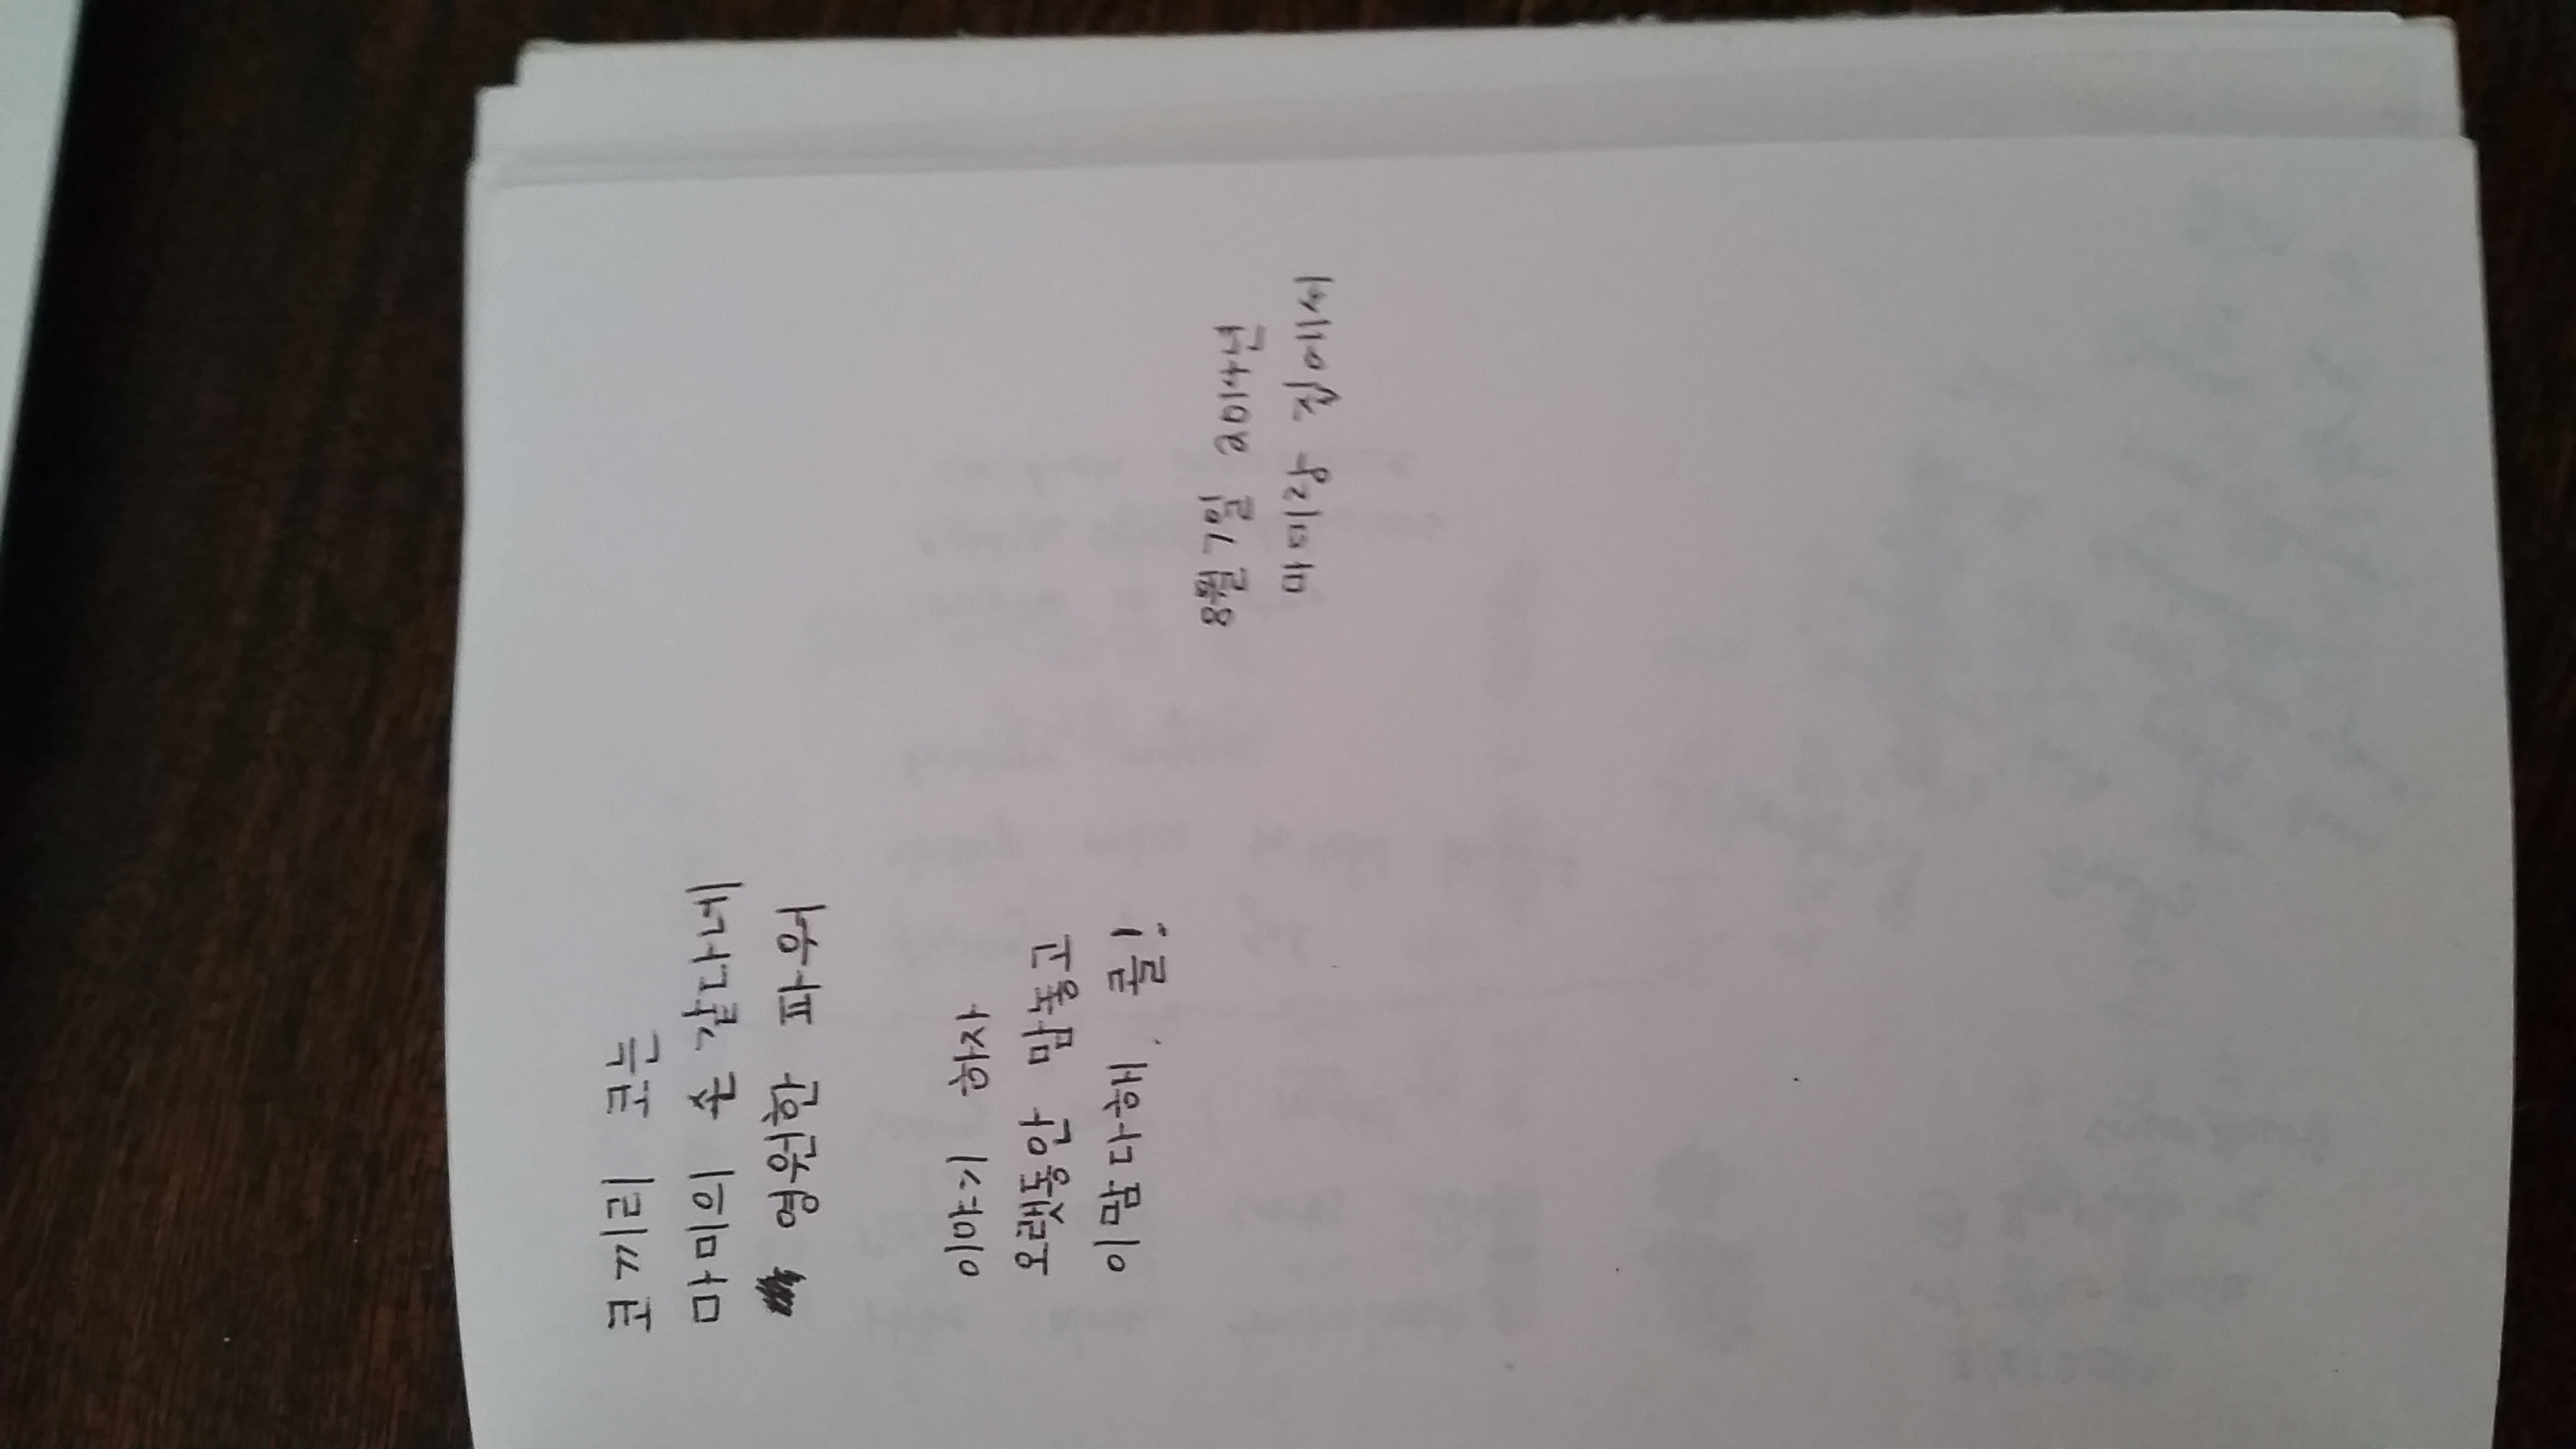 코끼리 코는
마미의 손 같다네
영원한 파워
이야기 하자
오랫동안 맘놓고
이맘다해, 콜!
8월 7일 2014년
마미랑 집에서